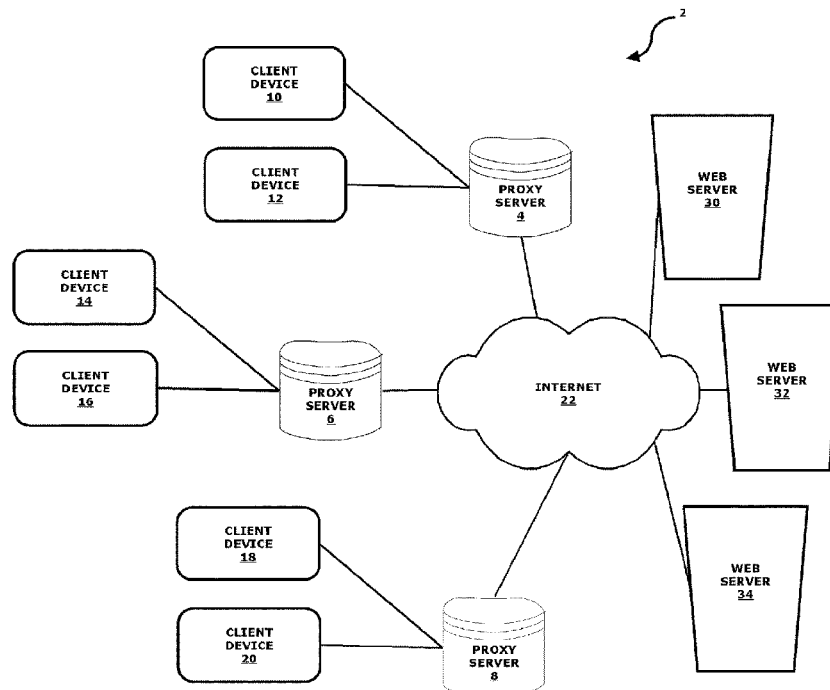 2
CLIENT
DEVICE
10
CLIENT
DEVICE
12
PROXY
SERVER
4
WEB
SERVER
30
CLIENT
DEVICE
14
CLIENT
DEVICE
16
PROXY
SERVER
6
INTERNET
22
WEB
SERVER
32
CLIENT
DEVICE
18
CLIENT
DEVICE
20
PROXY
SERVER
8
WEB
SERVER
34